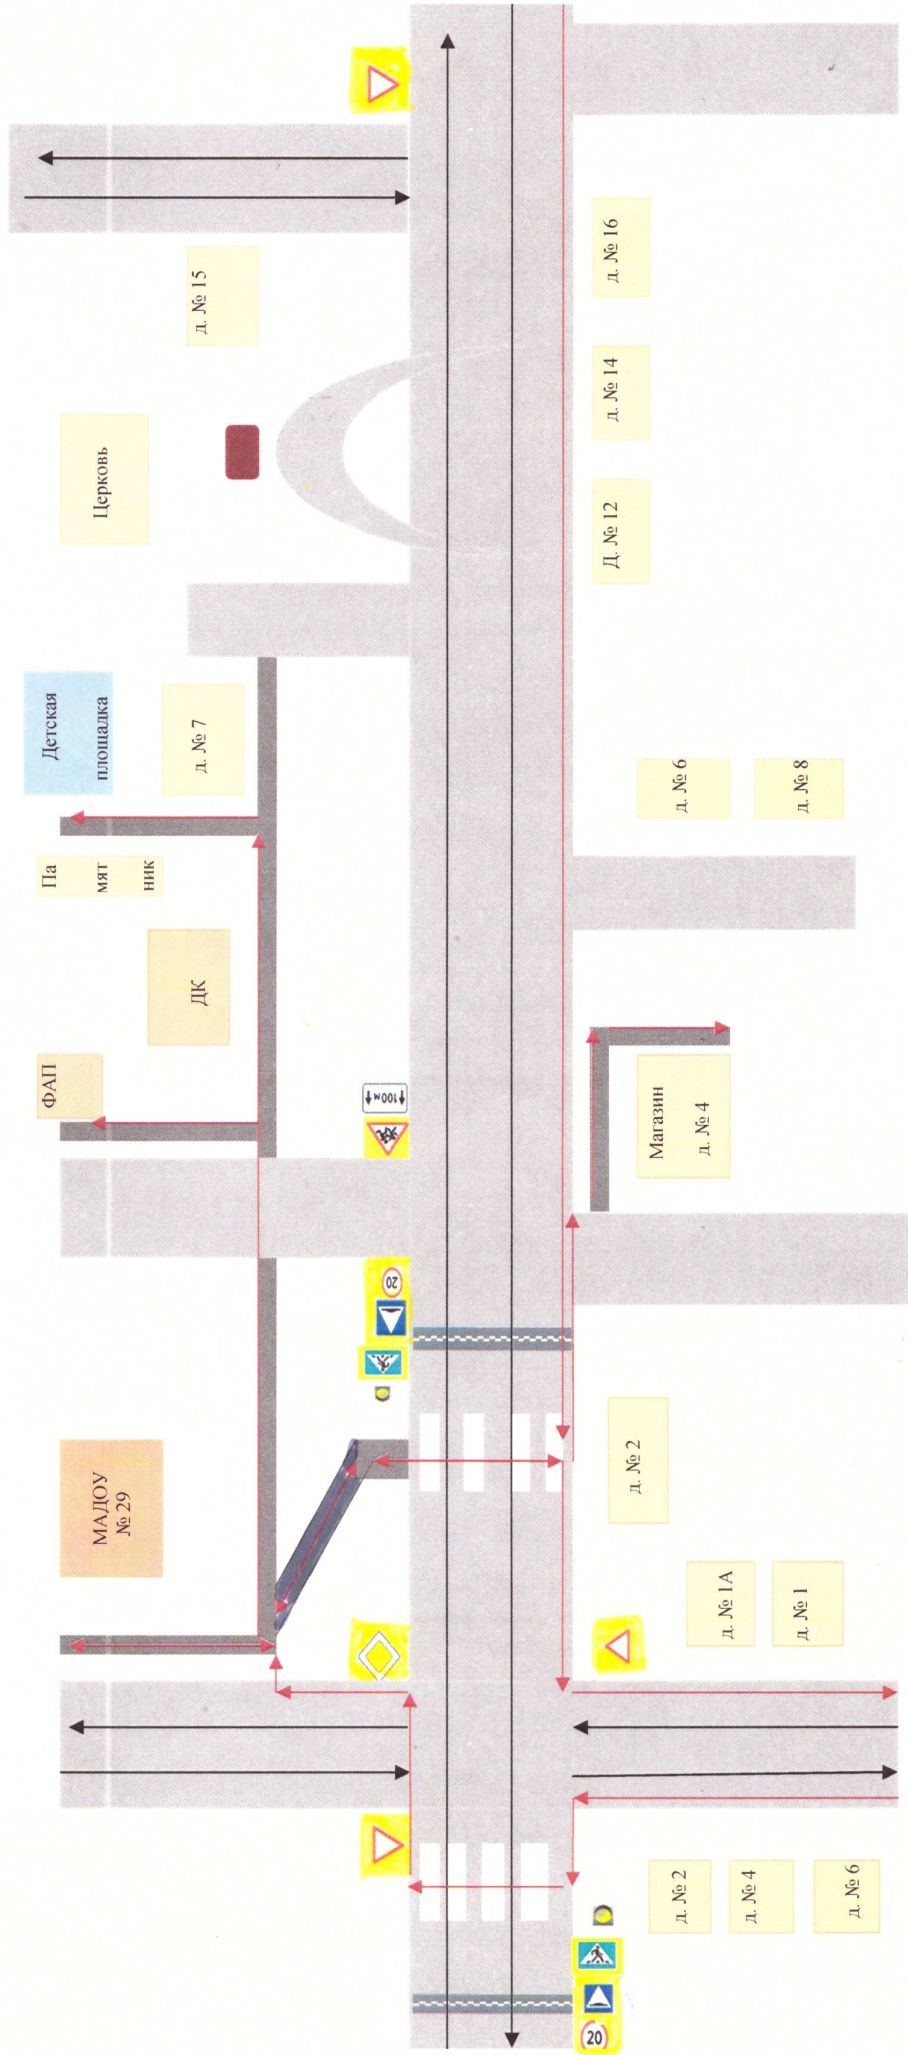 МАДОУ
№ 29
ФАП
Па
мят
ник
Детская
площадка
Церковь
ДК
д. № 7
д. № 15
20
100м
20
д. № 2
д. № 4
д. № 6
д. № 1А
д. № 1
д. № 2
Магазин
д. № 4
д. № 6
д. № 8
Д. № 12
д. № 14
д. № 16